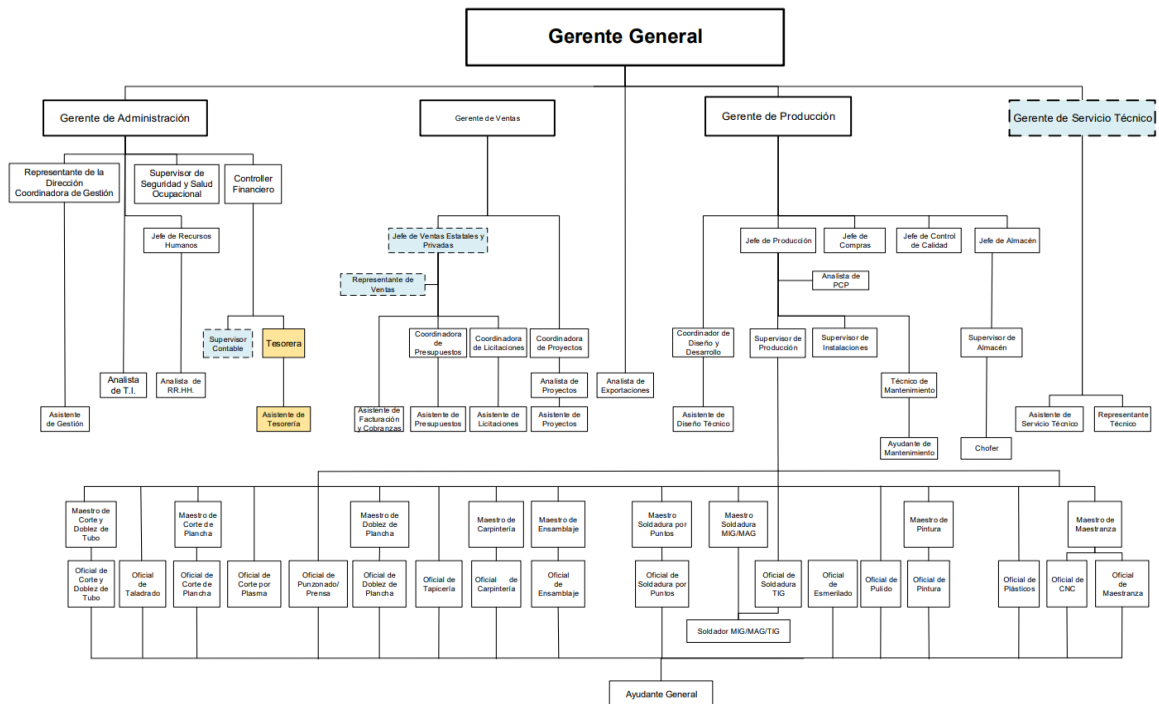 Gerente General
Gerente de Administración
Gerente de Ventas
Gerente de Producción
Gerente de Servicio Técnico
Representante de la
Dirección
Coordinadora de Gestión
Supervisor de
Seguridad y Salud
Ocupacional
Controller
Financiero
Jefe de Recursos
Humanos
Jefe de Ventas Estatales y
Privadas
Jefe de Producción
Jefe de
Compras
Jefe de Control
de Calidad
Jefe de Almacén
Representante de
Ventas
Analista de
PCP
Supervisor
Contable
Tesorera
Coordinadora
de
Presupuestos
Coordinadora
de Licitaciones
Coordinadora
de Proyectos
Coordinador de
Diseño y
Desarrollo
Supervisor de
Producción
Supervisor de
Instalaciones
Supervisor de
Almacén
Analista
de T.I.
Analista de
RR.HH.
Analista de
Proyectos
Analista de
Exportaciones
Técnico de
Mantenimiento
Asistente
de Gestión
Asistente de
Tesorería
Asistente de
Facturación
y Cobranzas
Asistente de
Presupuestos
Asistente de
Licitaciones
Asistente de
Proyectos
Asistente de
Diseño Técnico
Asistente de
Servicio Técnico
Representante
Técnico
Ayudante de
Mantenimiento
Chofer
Maestro de
Corte y
Doblez de
Tubo
Maestro de
Corte de
Plancha
Maestro de
Doblez de
Plancha
Maestro de
Carpintería
Maestro de
Ensamblaje
Maestro
Soldadura por
Puntos
Maestro
Soldadura
MIG/MAG
Maestro de
Pintura
Maestro de
Maestranza
Oficial de
Corte y
Doblez de
Tubo
Oficial
de
Taladrado
Oficial de
Corte de
Plancha
Oficial de
Corte por
Plasma
Oficial de
Punzonado/
Prensa
Oficial de
Doblez de
Plancha
Oficial de
Tapicería
Oficial de
Carpintería
Oficial
de
Ensamblaje
Oficial de
Soldadura por
Puntos
Oficial de
Soldadura
TIG
Oficial de
Esmerilado
Oficial de
Pulido
Oficial de
Pintura
Oficial de
Plásticos
Oficial de
CNC
Oficial
de
Maestranza
Soldador MIG/MAG/TIG
Ayudante General